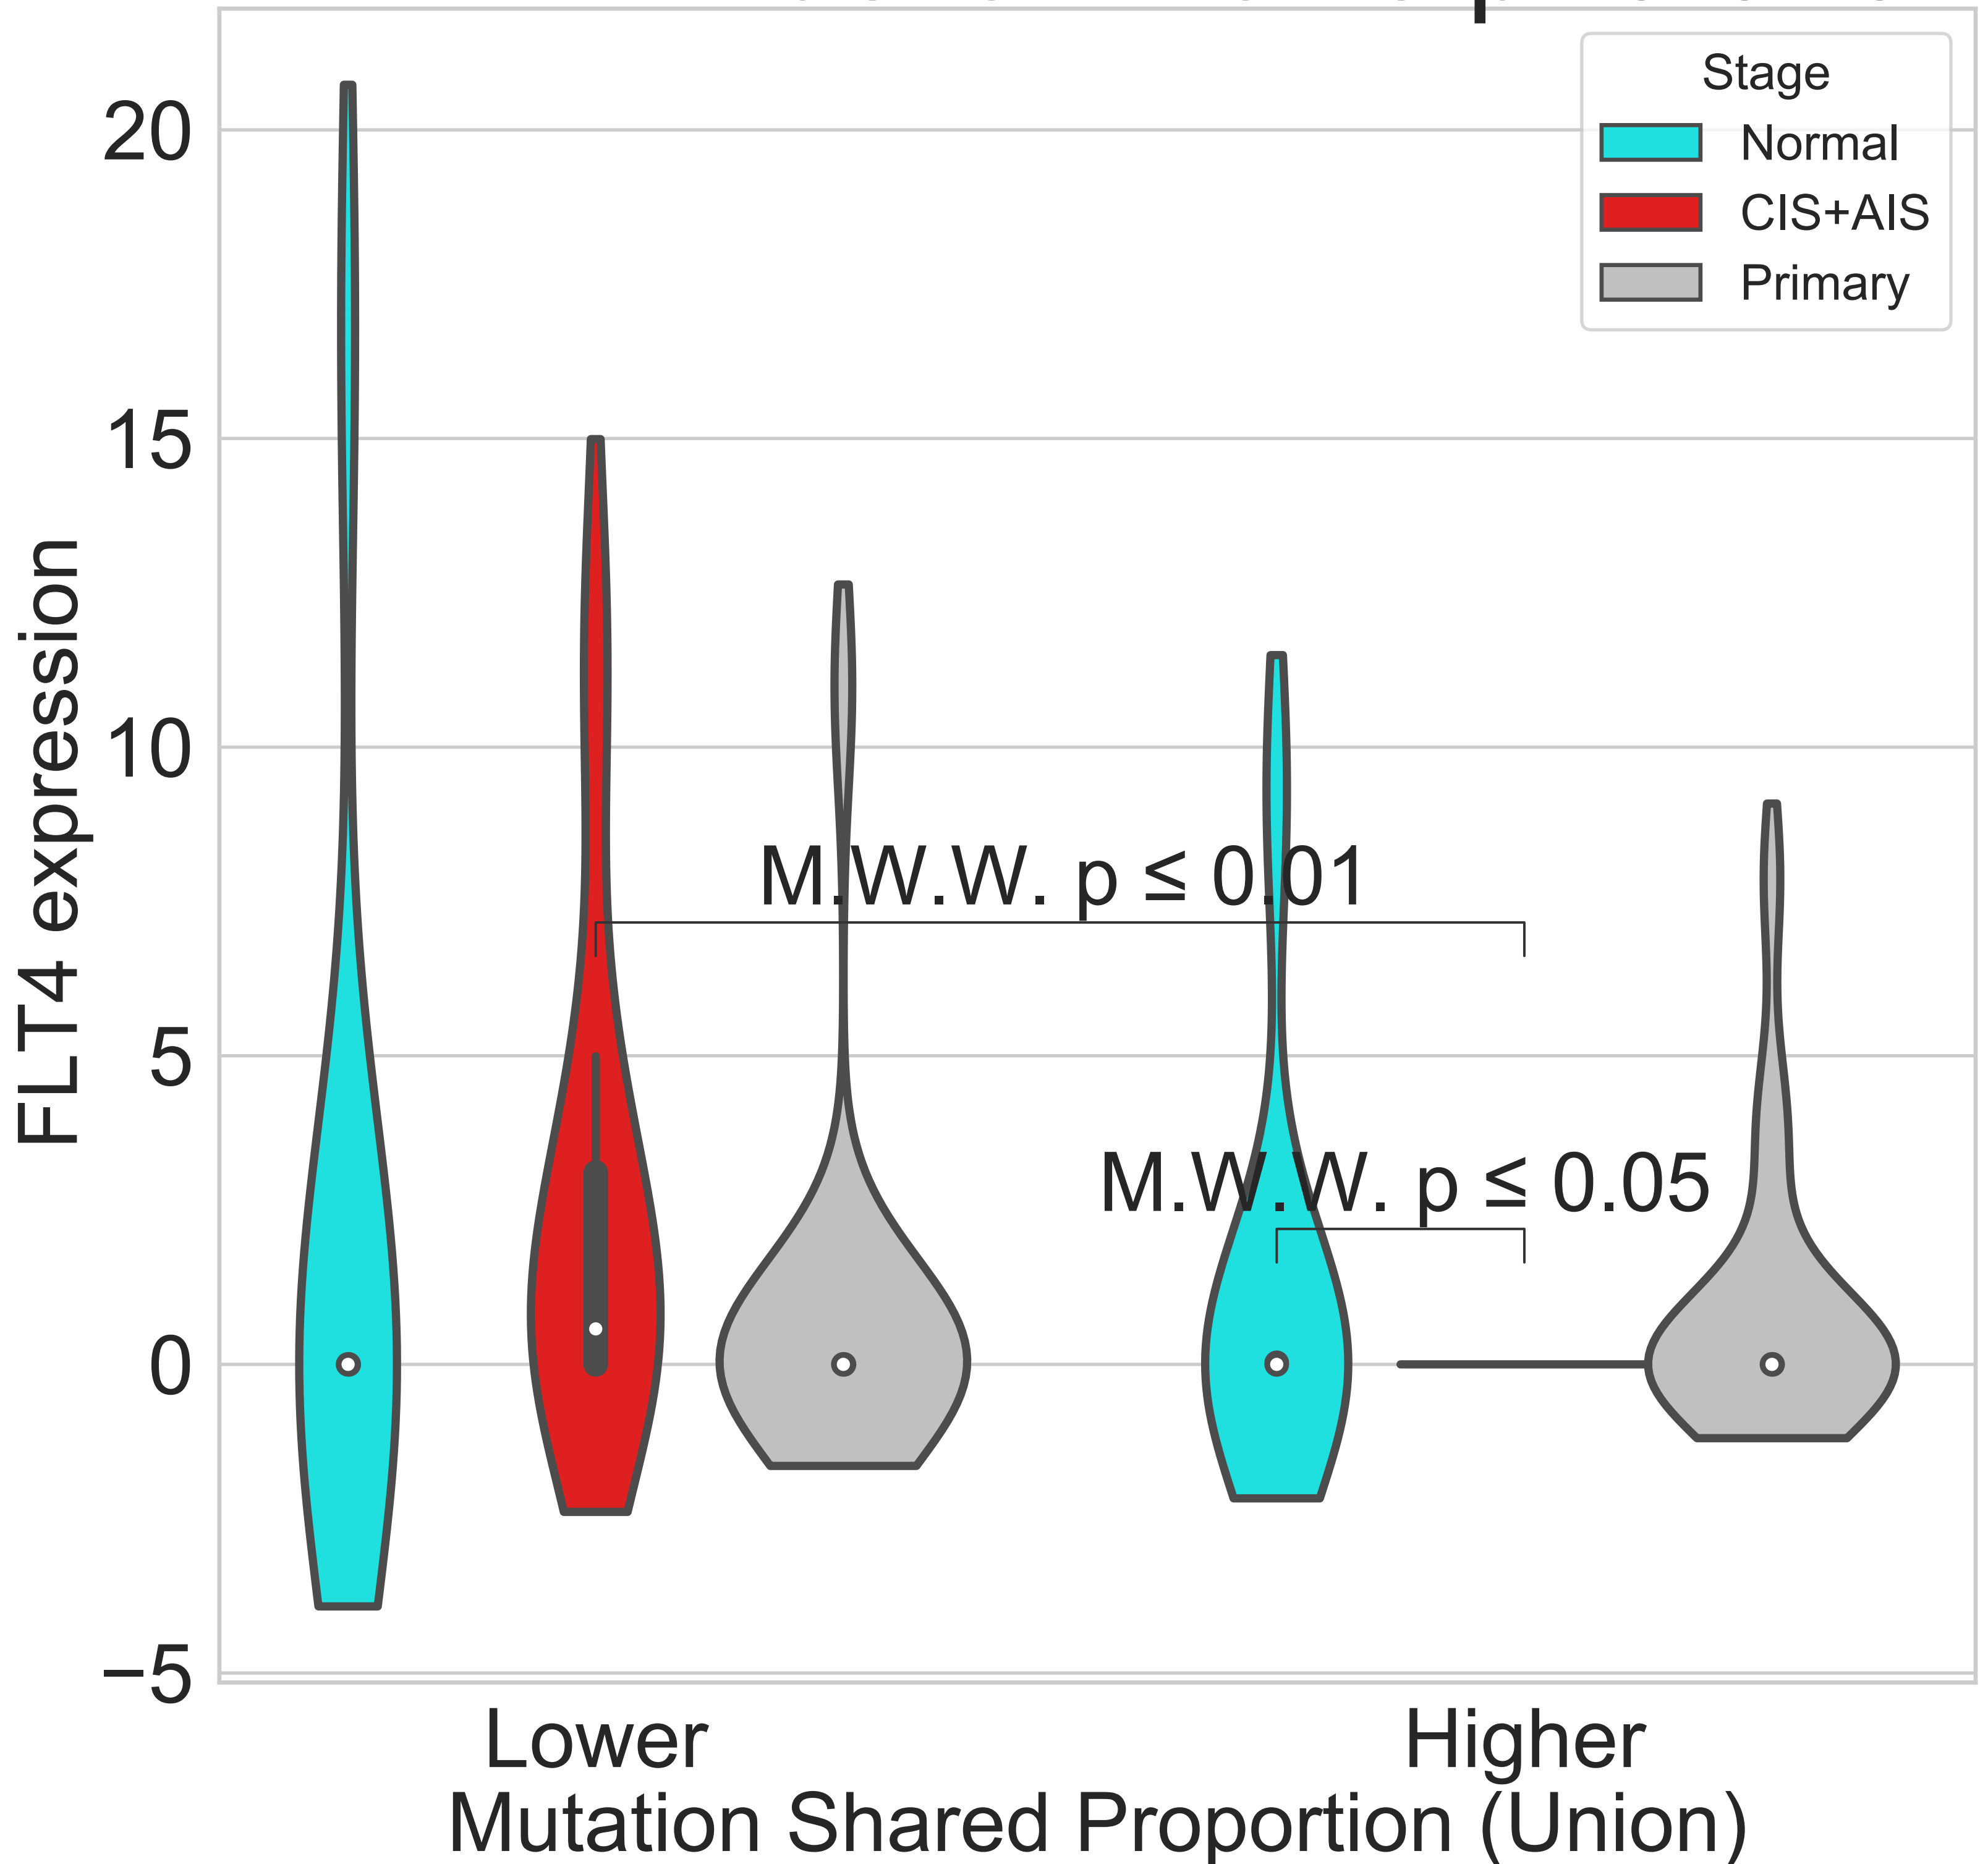 Stage
Normal
CIS+AIS
Primary
20
15
10
5
0
−5
FLT4 expression
M.W.W. p ≤ 0.01
M.W.W. p ≤ 0.05
Lower
Higher
Mutation Shared Proportion (Union)